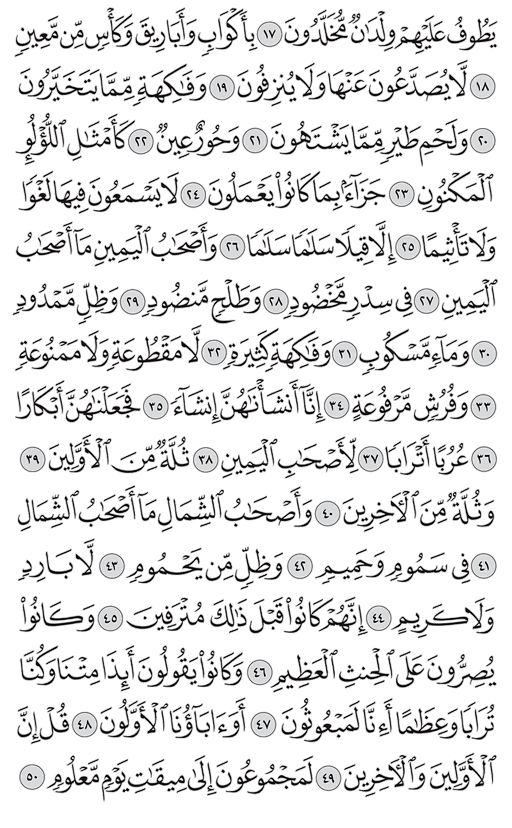 يَطُوفُ عَلَيْهِمْ وِلْدَٰنٌ مُّخَلَّدُونَ ١٧ بِأَكْوَابٍ وَأَبَارِيقَ وَكَأْسٍ مِّن مَّعِينٍ
١٨ لَّا يُصَدَّعُونَ عَنْهَا وَلَا يُنزِفُونَ ١٩ وَفَٰكِهَةٍ مِّمَّا يَتَخَيَّرُونَ
٢٠ وَلَحْمِ طَيْرٍ مِّمَّا يَشْتَهُونَ ٢١ وَحُورٌ عِينٌ ٢٢ كَأَمْثَٰلِ ٱللُّؤْلُؤِ
ٱلْمَكْنُونِ ٢٣ جَزَآءَۢ بِمَا كَانُوا۟ يَعْمَلُونَ ٢٤ لَا يَسْمَعُونَ فِيهَا لَغْوًا
وَلَا تَأْثِيمًا ٢٥ إِلَّا قِيلًا سَلَٰمًا سَلَٰمًا ٢٦ وَأَصْحَٰبُ ٱلْيَمِينِ مَآ أَصْحَٰبُ
ٱلْيَمِينِ ٢٧ فِى سِدْرٍ مَّخْضُودٍ ٢٨ وَطَلْحٍ مَّنضُودٍ ٢٩ وَظِلٍّ مَّمْدُودٍ
٣٠ وَمَآءٍ مَّسْكُوبٍ ٣١ وَفَٰكِهَةٍ كَثِيرَةٍ ٣٢ لَّا مَقْطُوعَةٍ وَلَا مَمْنُوعَةٍ
٣٣ وَفُرُشٍ مَّرْفُوعَةٍ ٣٤ إِنَّآ أَنشَأْنَٰهُنَّ إِنشَآءً ٣٥ فَجَعَلْنَٰهُنَّ أَبْكَارًا
٣٦ عُرُبًا أَتْرَابًا ٣٧ لِّأَصْحَٰبِ ٱلْيَمِينِ ٣٨ ثُلَّةٌ مِّنَ ٱلْأَوَّلِينَ ٣٩
وَثُلَّةٌ مِّنَ ٱلْءَاخِرِينَ ٤٠ وَأَصْحَٰبُ ٱلشِّمَالِ مَآ أَصْحَٰبُ ٱلشِّمَالِ
٤١ فِى سَمُومٍ وَحَمِيمٍ ٤٢ وَظِلٍّ مِّن يَحْمُومٍ ٤٣ لَّا بَارِدٍ
وَلَا كَرِيمٍ ٤٤ إِنَّهُمْ كَانُوا۟ قَبْلَ ذَٰلِكَ مُتْرَفِينَ ٤٥ وَكَانُوا۟
يُصِرُّونَ عَلَى ٱلْحِنثِ ٱلْعَظِيمِ ٤٦ وَكَانُوا۟ يَقُولُونَ أَئِذَا مِتْنَا وَكُنَّا
تُرَابًا وَعِظَٰمًا أَءِنَّا لَمَبْعُوثُونَ ٤٧ أَوَءَابَآؤُنَا ٱلْأَوَّلُونَ ٤٨ قُلْ إِنَّ
ٱلْأَوَّلِينَ وَٱلْءَاخِرِينَ ٤٩ لَمَجْمُوعُونَ إِلَىٰ مِيقَٰتِ يَوْمٍ مَّعْلُومٍ ٥٠